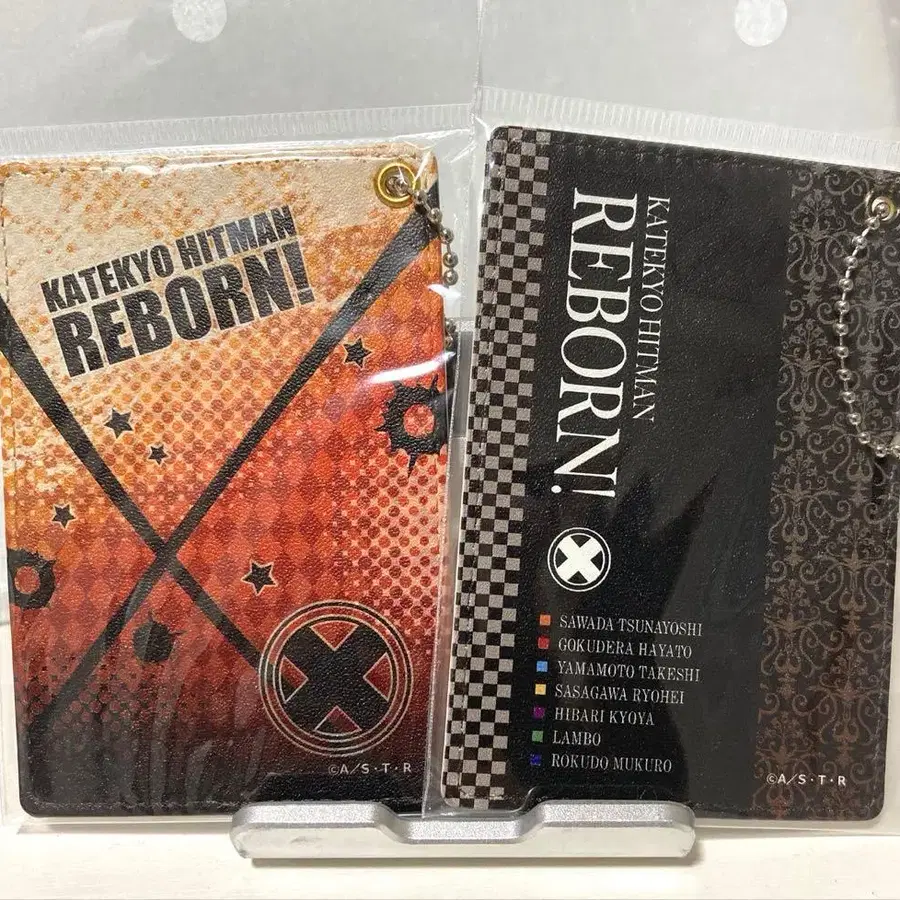 KATEKYO HITMAN
REBORN!
©A/S·T·R
KATEKYO HITMAN
REBORN!
SAWADA TSUNAYOSHI
GOKUDERA HAYATO
YAMAMOTO TAKESHI
SASAGAWA RYOHEI
HIBARI KYOYA
LAMBO
ROKUDO MUKURO
©A/S·T·R